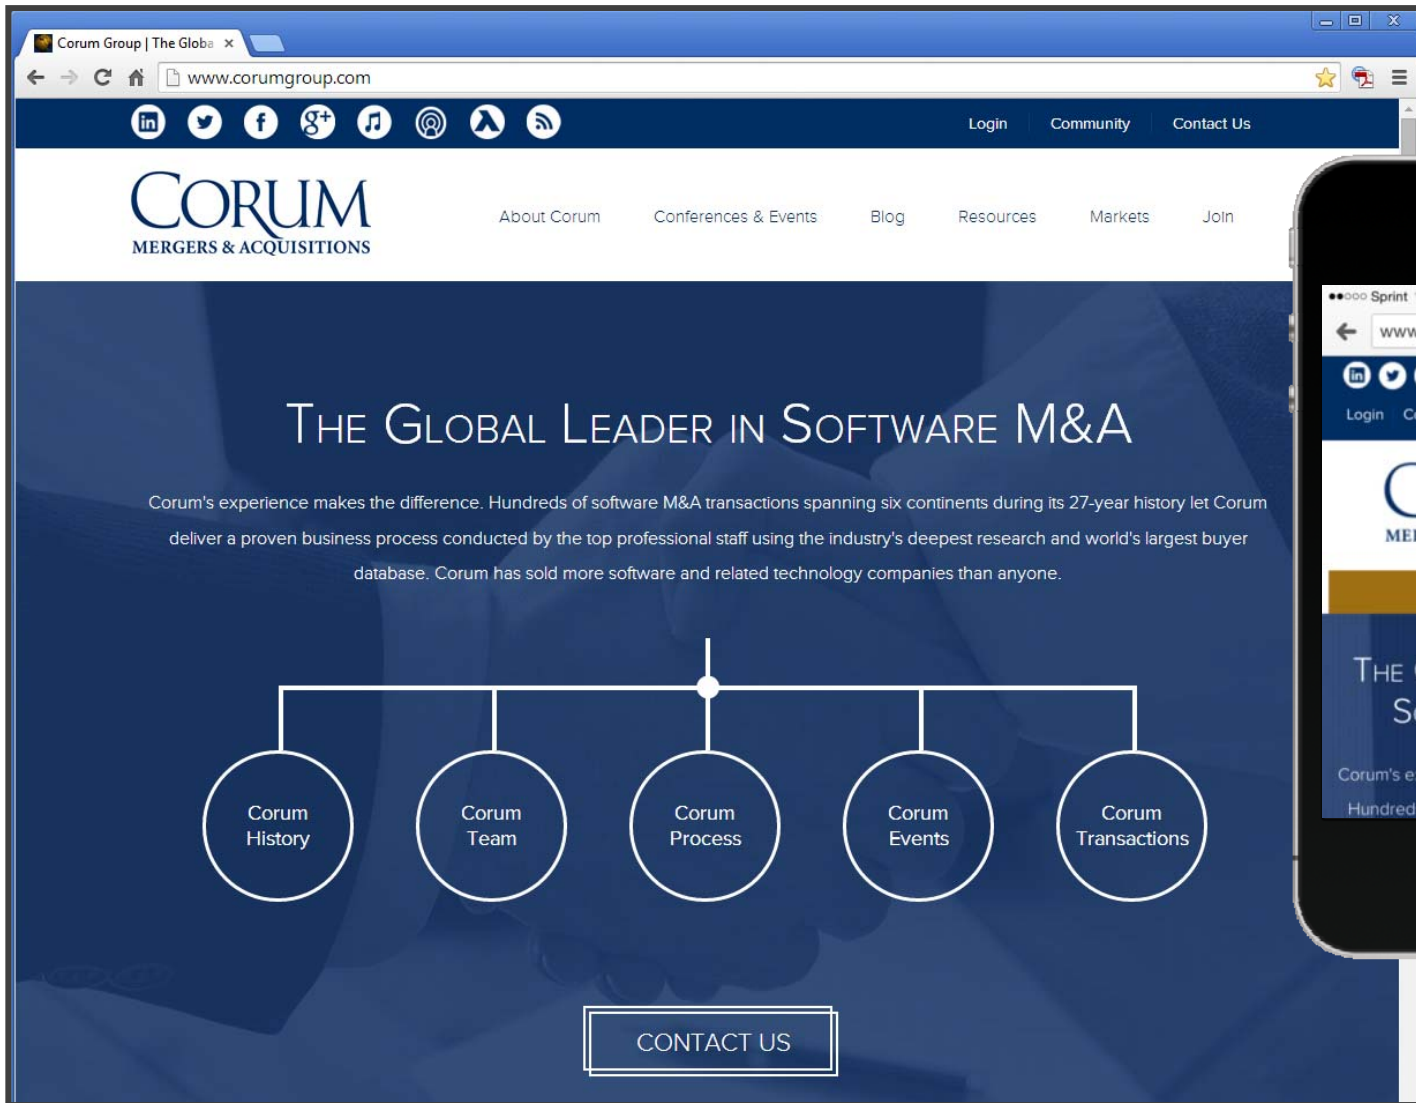 Corum Group | The Globa
www.corumgroup.com
Login Community Contact Us
CORUM
MERGERS & ACQUISITIONS
About Corum Conferences & Events Blog Resources Markets Join
THE GLOBAL LEADER IN SOFTWARE M&A
Corum's experience makes the difference. Hundreds of software M&A transactions spanning six continents during its 27-year history let Corum
deliver a proven business process conducted by the top professional staff using the industry's deepest research and world's largest buyer
database. Corum has sold more software and related technology companies than anyone.
Corum
History
Corum
Team
Corum
Process
Corum
Events
Corum
Transactions
CONTACT US
Sprint
www
Login
THE
Corum's